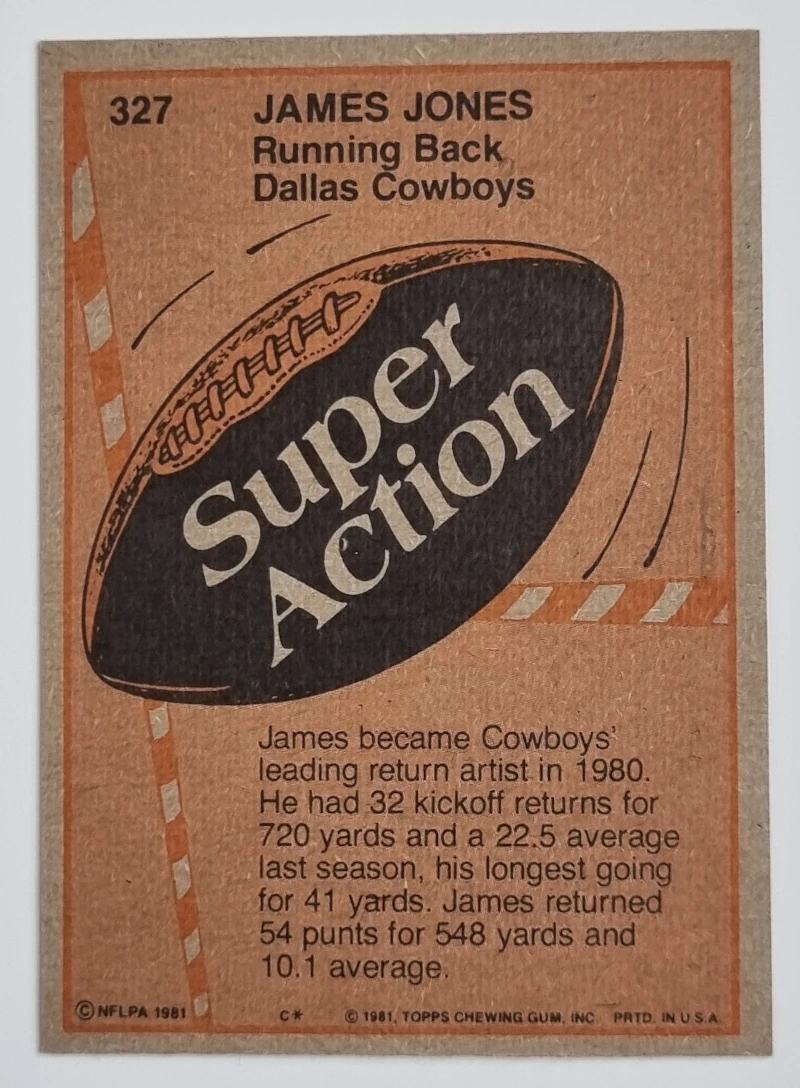 327
JAMES JONES
Running Back
Dallas Cowboys
Super
Action
James became Cowboys'
leading return artist in 1980.
He had 32 kickoff returns for
720 yards and a 22.5 average
last season, his longest going
for 41 yards. James returned
54 punts for 548 yards and
10.1 average.
© NFLPA 1981 C* © 1981, TOPPS CHEWING GUM, INC. PRTD. IN U.S.A.